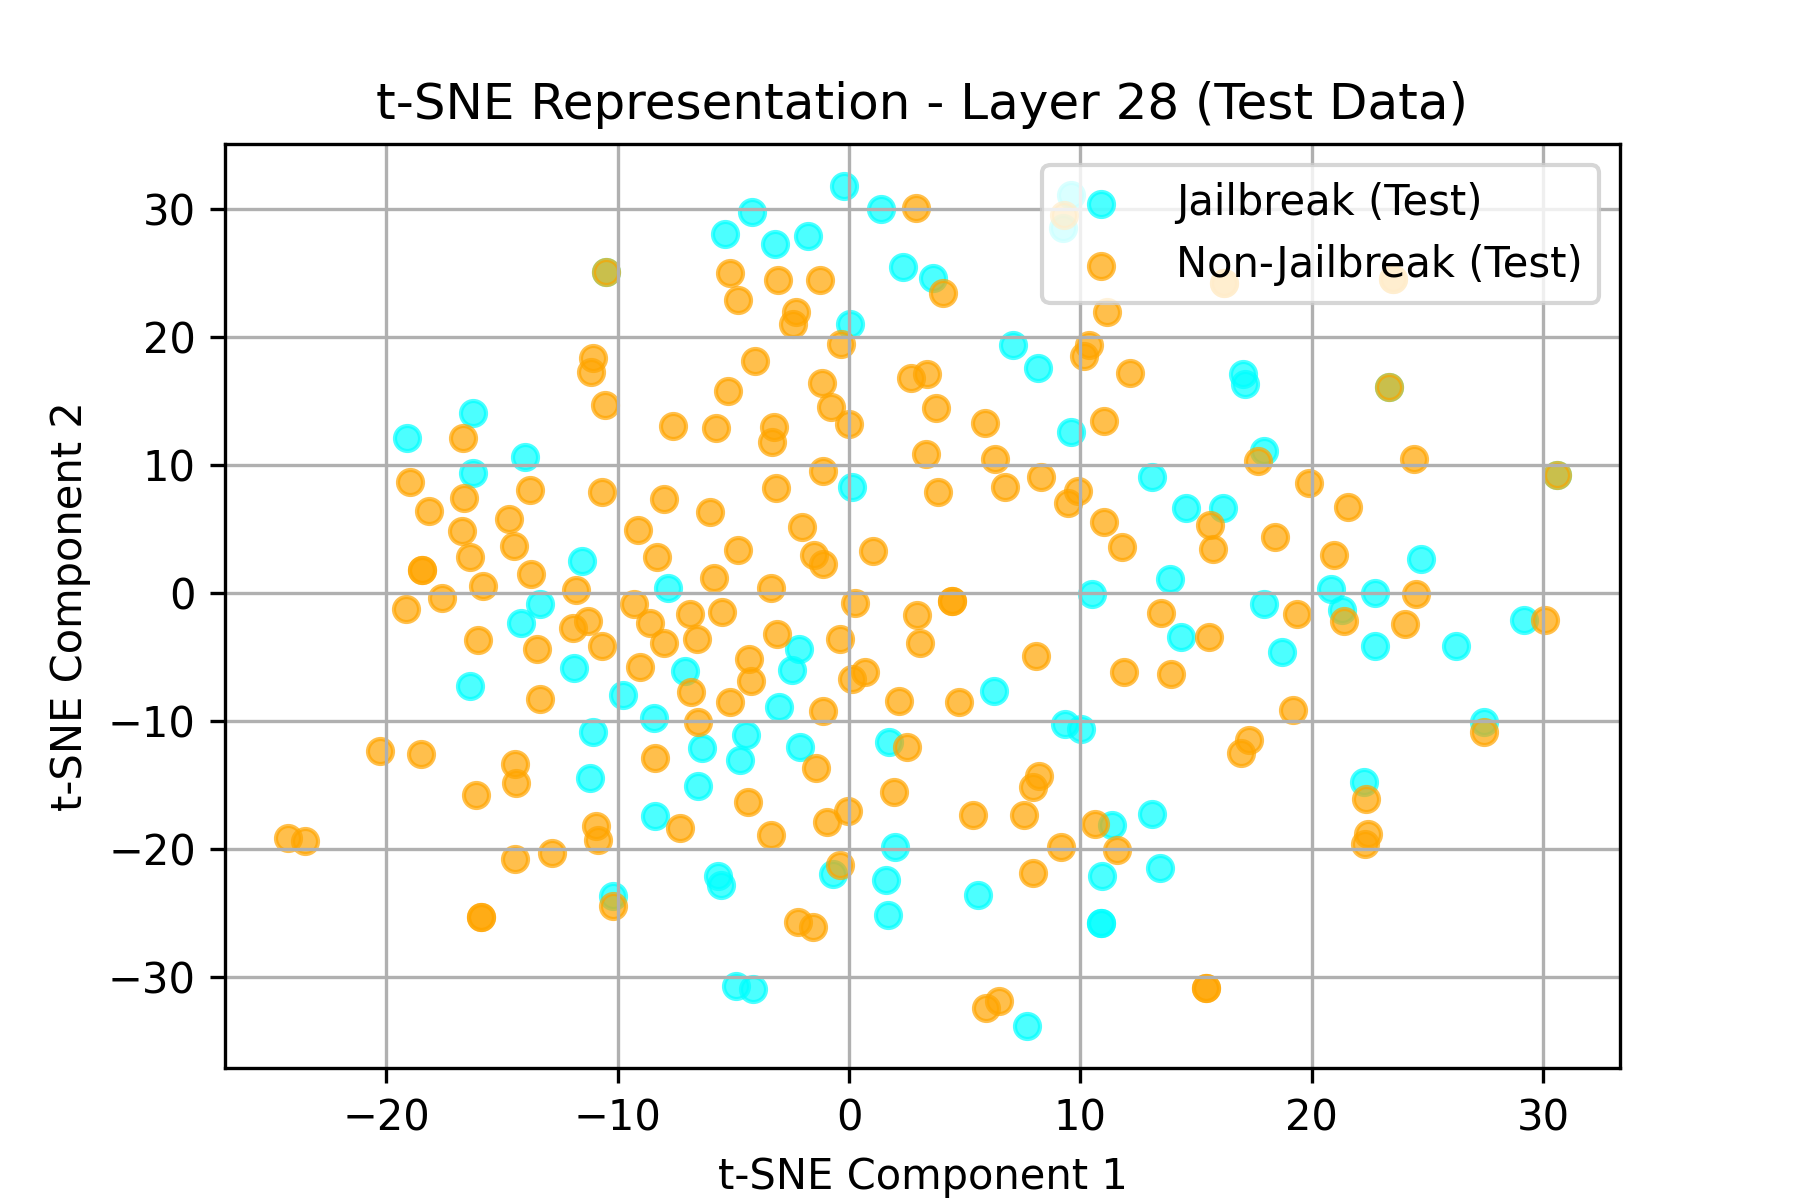 t-SNE Representation - Layer 28 (Test Data)
Jailbreak (Test)
Non-Jailbreak (Test)
t-SNE Component 2
30
20
10
0
−10
−20
−30
−20
−10
0
10
20
30
t-SNE Component 1